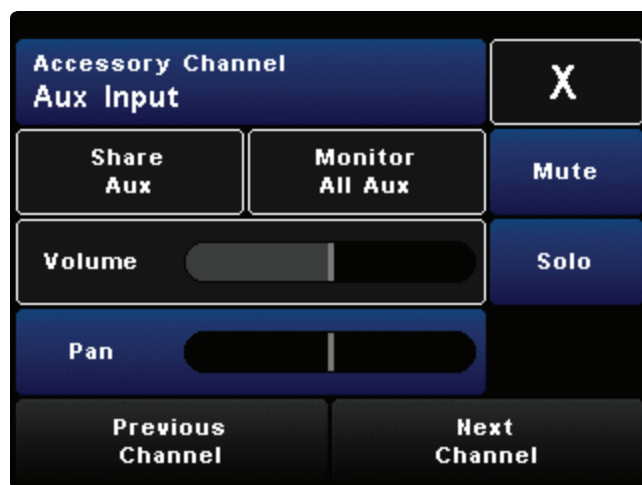 Accessory Channel
Aux Input
X
Share
Aux
Monitor
All Aux
Mute
Volume
Solo
Pan
Previous
Channel
Next
Channel